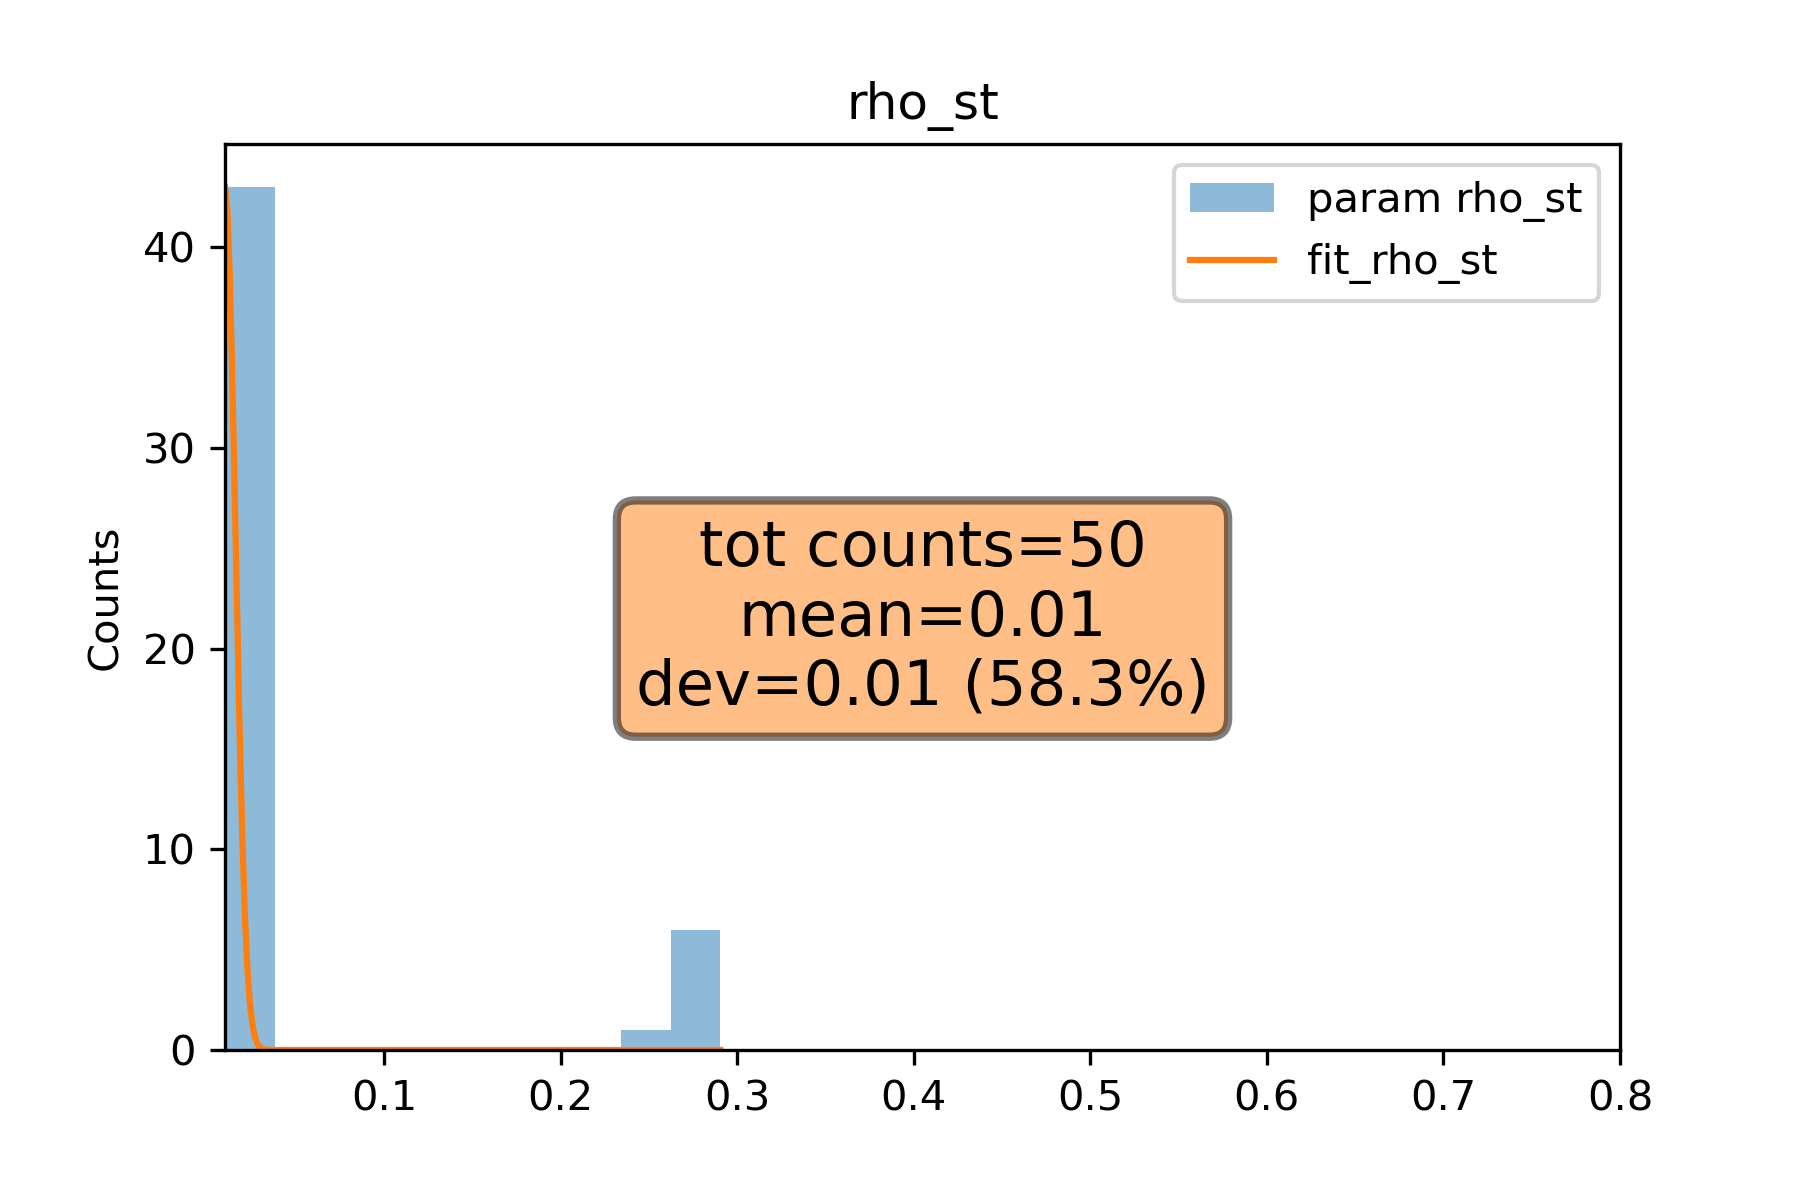 rho_st
param rho_st
fit_rho_st
Counts
40
30
20
10
0
tot counts=50
mean=0.01
dev=0.01 (58.3%)
0.1 0.2 0.3 0.4 0.5 0.6 0.7 0.8